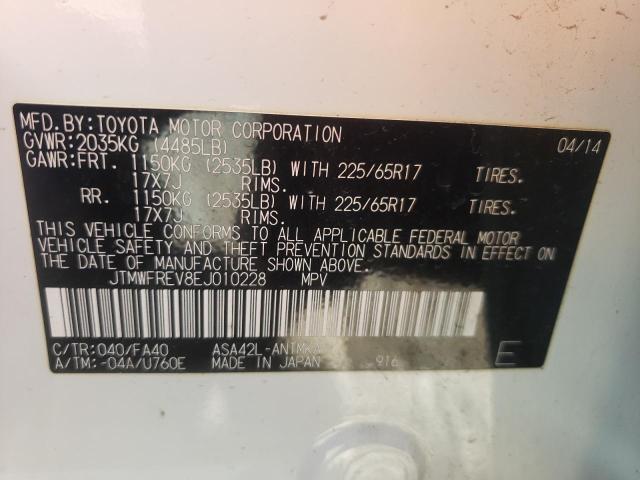 MFD.BY:TOYOTA MOTOR CORPORATION 04/14
GVWR:2035KG (4485LB)
GAWR:FRT. 1150KG (2535LB) WITH 225/65R17 TIRES.
17X7J RIMS.
RR. 1150KG (2535LB) WITH 225/65R17 TIRES.
17X7J RIMS.
THIS VEHICLE CONFORMS TO ALL APPLICABLE FEDERAL MOTOR
VEHICLE SAFETY AND THEFT PREVENTION STANDARDS IN EFFECT ON
THE DATE OF MANUFACTURE SHOWN ABOVE.
JTMWFREV8EJ010228 MPV
C/TR:040/FA40 ASA42L-ANTMKA
A/TM:-04A/U760E MADE IN JAPAN 916 E